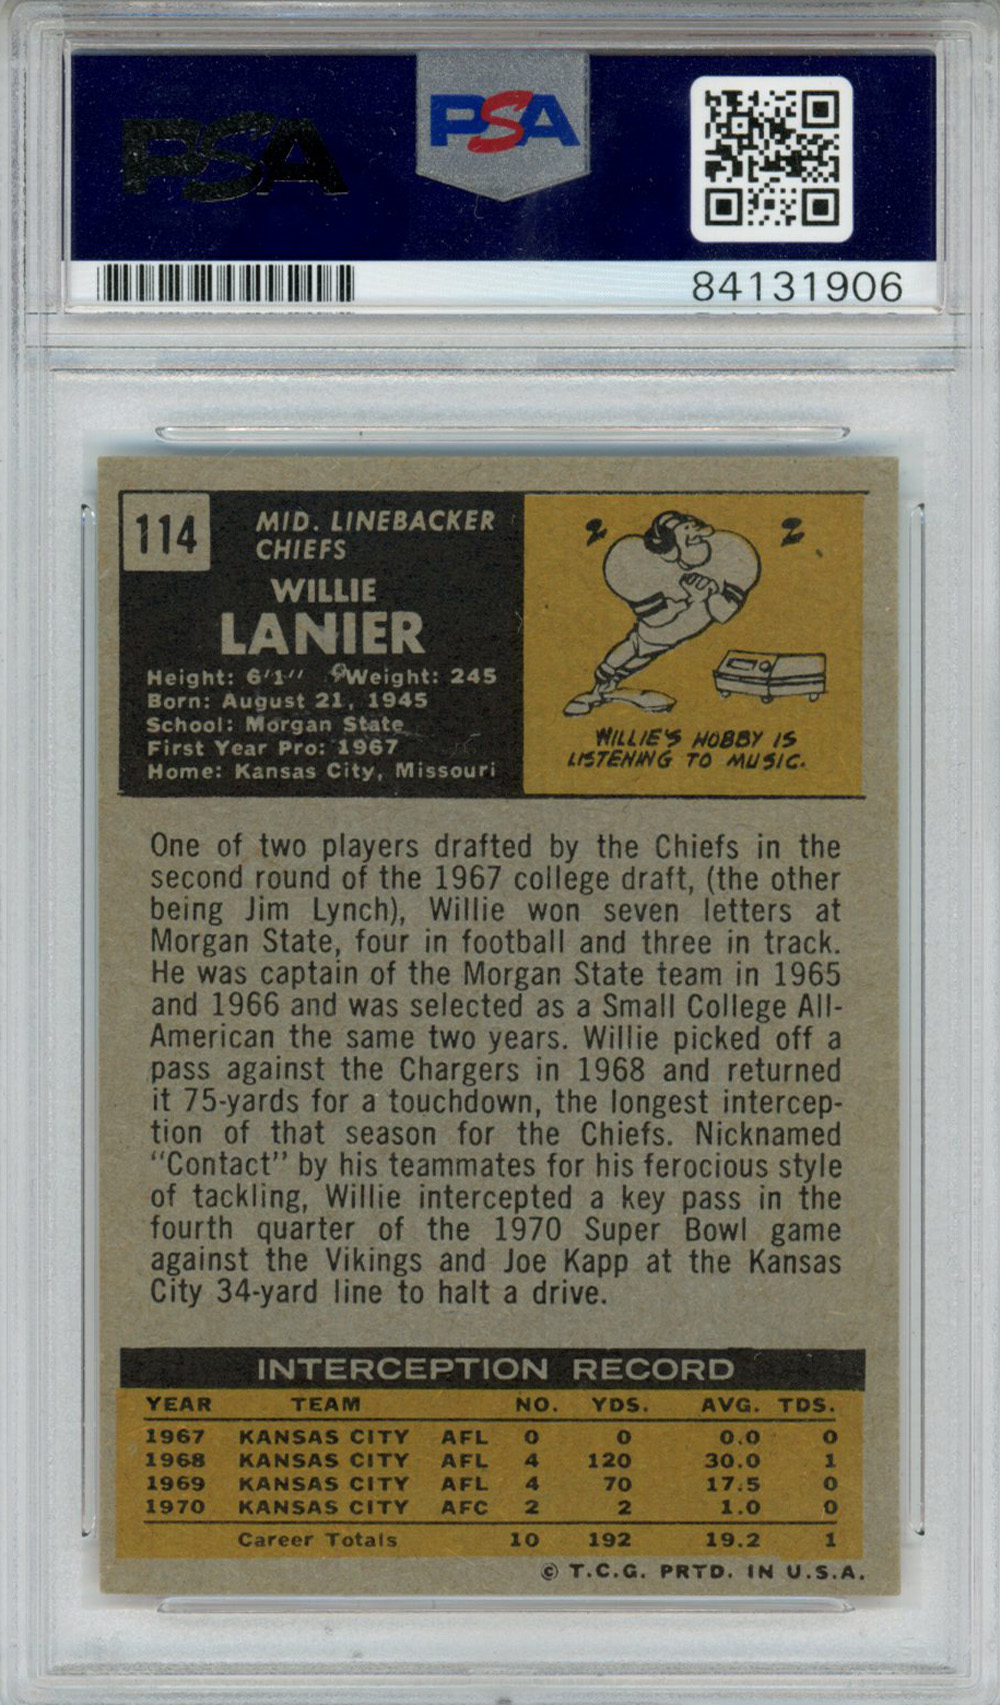 PSA
PSA
84131906
114
MID. LINEBACKER
CHIEFS
WILLIE
LANIER
Height: 6'1" Weight: 245
Born: August 21, 1945
School: Morgan State
First Year Pro: 1967
Home: Kansas City, Missouri
WILLIE'S HOBBY IS
LISTENING TO MUSIC.
One of two players drafted by the Chiefs in the
second round of the 1967 college draft, (the other
being Jim Lynch), Willie won seven letters at
Morgan State, four in football and three in track.
He was captain of the Morgan State team in 1965
and 1966 and was selected as a Small College All-
American the same two years. Willie picked off a
pass against the Chargers in 1968 and returned
it 75-yards for a touchdown, the longest intercep-
tion of that season for the Chiefs. Nicknamed
"Contact" by his teammates for his ferocious style
of tackling, Willie intercepted a key pass in the
fourth quarter of the 1970 Super Bowl game
against the Vikings and Joe Kapp at the Kansas
City 34-yard line to halt a drive.
INTERCEPTION RECORD
YEAR TEAM NO. YDS. AVG. TDS.
1967 KANSAS CITY AFL 0 0 0.0 0
1968 KANSAS CITY AFL 4 120 30.0 1
1969 KANSAS CITY AFL 4 70 17.5 0
1970 KANSAS CITY AFC 2 2 1.0 0
Career Totals 10 192 19.2 1
© T.C.G. PRTD. IN U.S.A.